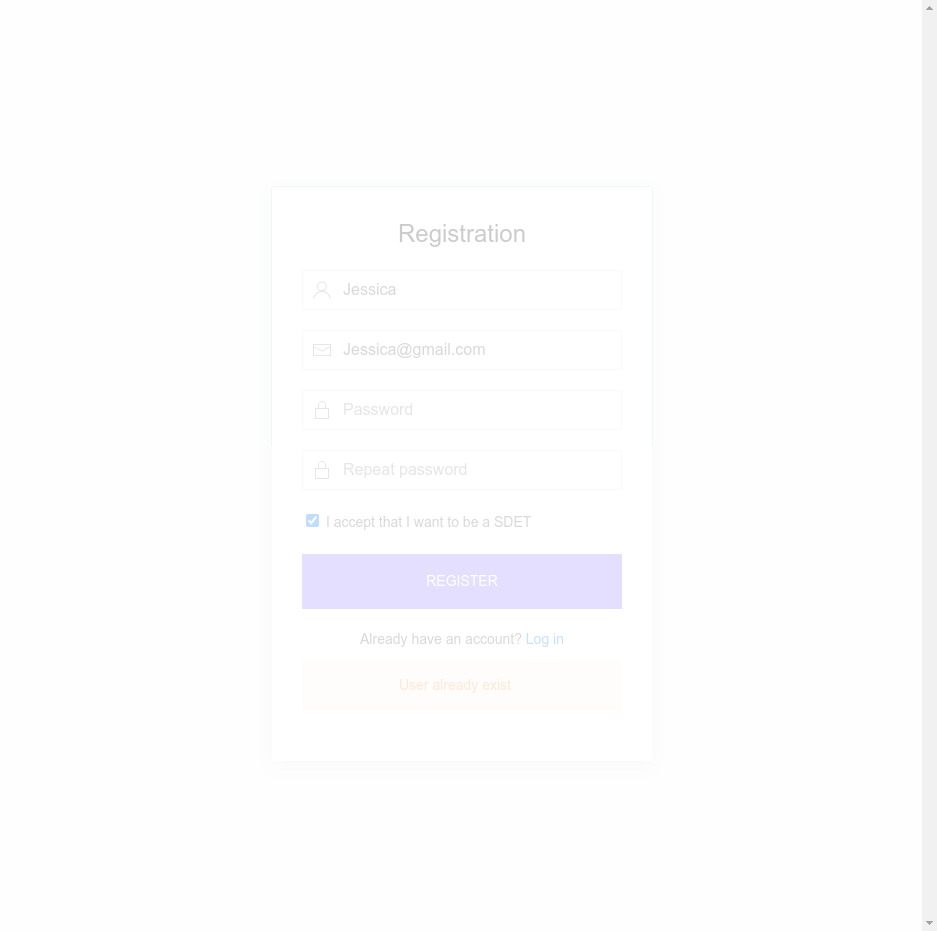 Registration
Jessica
Jessica@gmail.com
Password
Repeat password
I accept that I want to be a SDET
REGISTER
Already have an account? Log in
User already exist